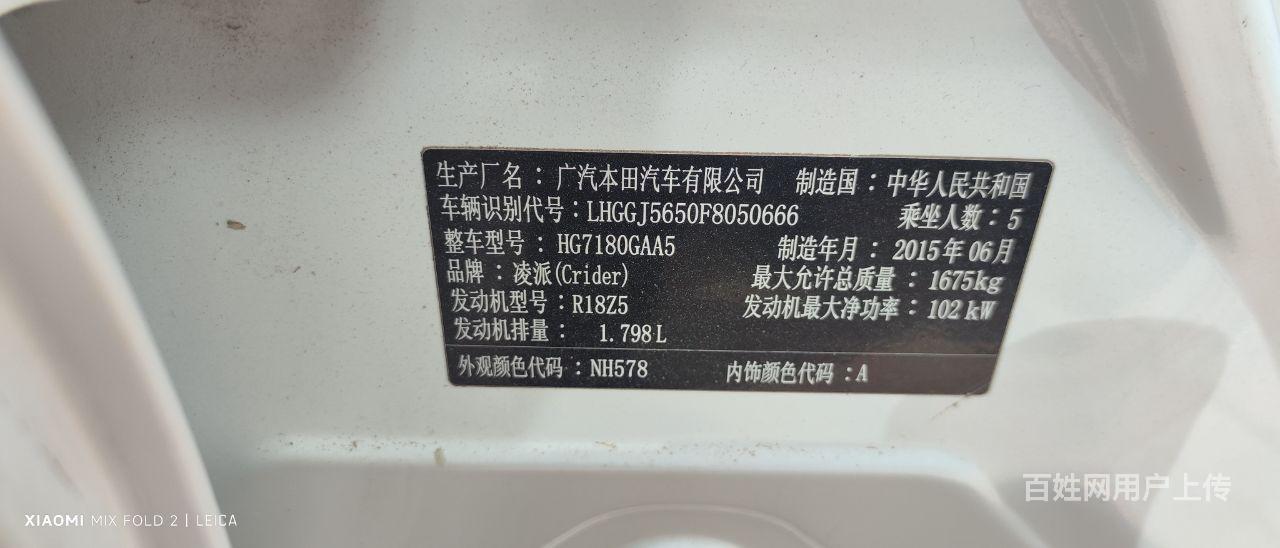 生产厂名：广汽本田汽车有限公司 制造国：中华人民共和国
车辆识别代号：LHGGJ5650F8050666 乘坐人数：5
整车型号：HG7180GAA5 制造年月：2015年06月
品牌：凌派(Crider) 最大允许总质量：1675kg
发动机型号：R18Z5 发动机最大净功率：102kW
发动机排量：1.798L
外观颜色代码：NH578 内饰颜色代码：A
百姓网用户上传
XIAOMI MIX FOLD 2 | LEICA